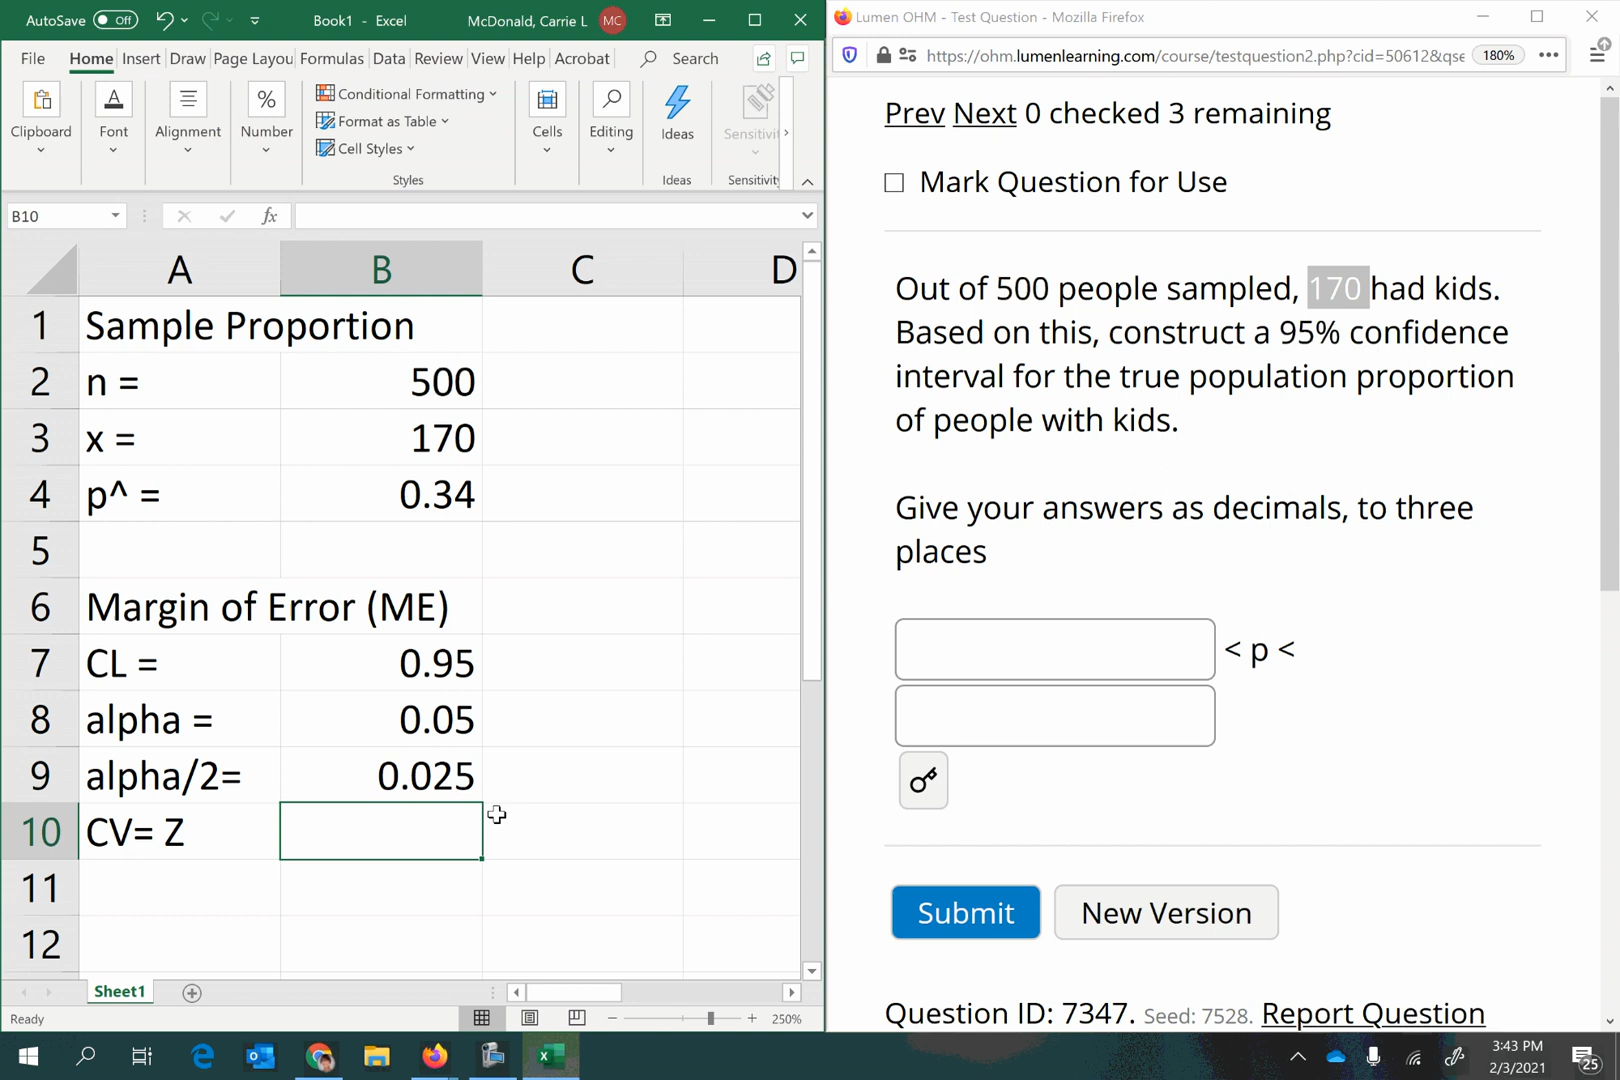 AutoSave Off
Book1 - Excel
McDonald, Carrie L MC
File Home Insert Draw Page Layou Formulas Data Review View Help Acrobat Search
Clipboard
Font
Alignment
Number
%
Conditional Formatting
Format as Table
Cell Styles
Styles
Cells
Editing
Ideas
Ideas
Sensitivit
Sensitivity
B10
fx
A B C D
1 Sample Proportion
2 n = 500
3 x = 170
4 p^ = 0.34
5
6 Margin of Error (ME)
7 CL = 0.95
8 alpha = 0.05
9 alpha/2= 0.025
10 CV= Z
11
12
Sheet1
Ready
250%
Lumen OHM - Test Question - Mozilla Firefox
https://ohm.lumenlearning.com/course/testquestion2.php?cid=50612&qse
180%
Prev Next 0 checked 3 remaining
Mark Question for Use
Out of 500 people sampled, 170 had kids.
Based on this, construct a 95% confidence
interval for the true population proportion
of people with kids.
Give your answers as decimals, to three
places
< p <
Submit New Version
Question ID: 7347. Seed: 7528. Report Question
3:43 PM
2/3/2021
25